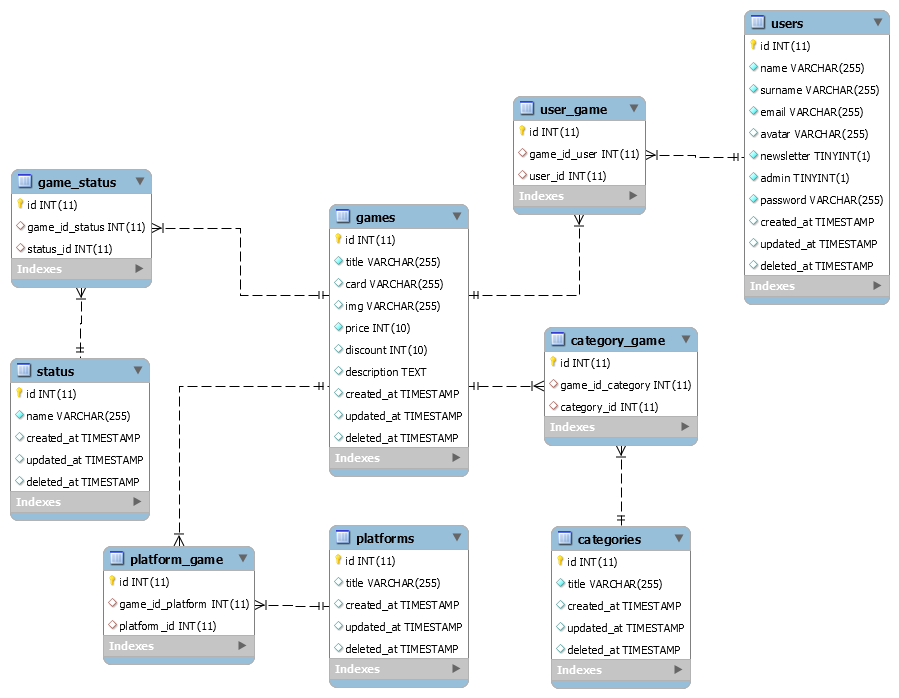 users
id INT(11)
name VARCHAR(255)
surname VARCHAR(255)
email VARCHAR(255)
avatar VARCHAR(255)
newsletter TINYINT(1)
admin TINYINT(1)
password VARCHAR(255)
created_at TIMESTAMP
updated_at TIMESTAMP
deleted_at TIMESTAMP
Indexes
user_game
id INT(11)
game_id_user INT(11)
user_id INT(11)
Indexes
game_status
id INT(11)
game_id_status INT(11)
status_id INT(11)
Indexes
games
id INT(11)
title VARCHAR(255)
card VARCHAR(255)
img VARCHAR(255)
price INT(10)
discount INT(10)
description TEXT
created_at TIMESTAMP
updated_at TIMESTAMP
deleted_at TIMESTAMP
Indexes
category_game
id INT(11)
game_id_category INT(11)
category_id INT(11)
Indexes
status
id INT(11)
name VARCHAR(255)
created_at TIMESTAMP
updated_at TIMESTAMP
deleted_at TIMESTAMP
Indexes
platform_game
id INT(11)
game_id_platform INT(11)
platform_id INT(11)
Indexes
platforms
id INT(11)
title VARCHAR(255)
created_at TIMESTAMP
updated_at TIMESTAMP
deleted_at TIMESTAMP
Indexes
categories
id INT(11)
title VARCHAR(255)
created_at TIMESTAMP
updated_at TIMESTAMP
deleted_at TIMESTAMP
Indexes